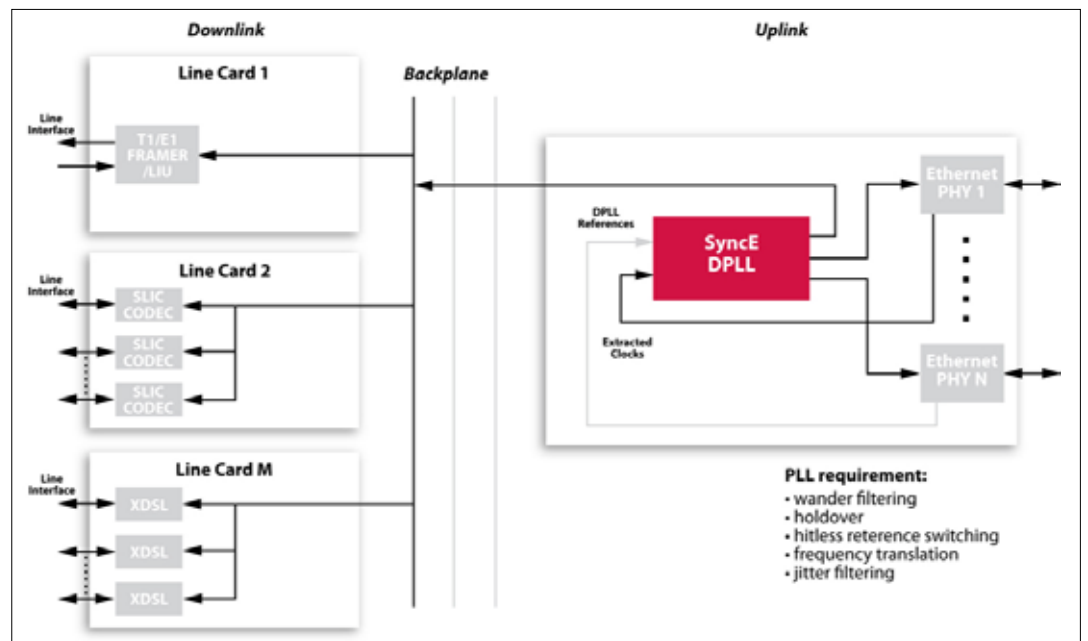 Downlink
Uplink
Backplane
Line Card 1
Line
Interface
T1/E1
FRAMER
/LIU
Line Card 2
Line
Interface
SLIC
CODEC
SLIC
CODEC
SLIC
CODEC
Line Card M
Line
Interface
XDSL
XDSL
XDSL
DPLL
References
SyncE
DPLL
Extracted
Clocks
Ethernet
PHY 1
Ethernet
PHY N
PLL requirement:
• wander filtering
• holdover
• hitless reterence switching
• frequency translation
• jitter filtering